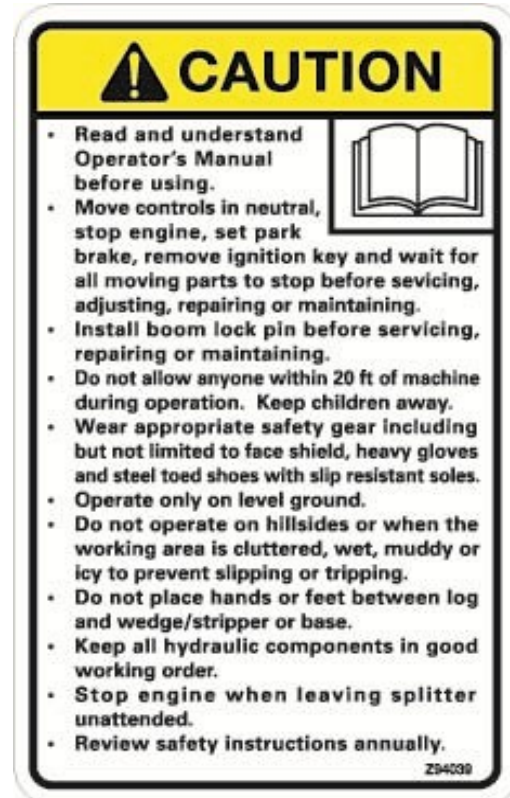 CAUTION
• Read and understand
Operator's Manual
before using.
• Move controls in neutral,
stop engine, set park
brake, remove ignition key and wait for
all moving parts to stop before sevicing,
adjusting, repairing or maintaining.
• Install boom lock pin before servicing,
repairing or maintaining.
• Do not allow anyone within 20 ft of machine
during operation. Keep children away.
• Wear appropriate safety gear including
but not limited to face shield, heavy gloves
and steel toed shoes with slip resistant soles.
• Operate only on level ground.
• Do not operate on hillsides or when the
working area is cluttered, wet, muddy or
icy to prevent slipping or tripping.
• Do not place hands or feet between log
and wedge/stripper or base.
• Keep all hydraulic components in good
working order.
• Stop engine when leaving splitter
unattended.
• Review safety instructions annually.
Z94039